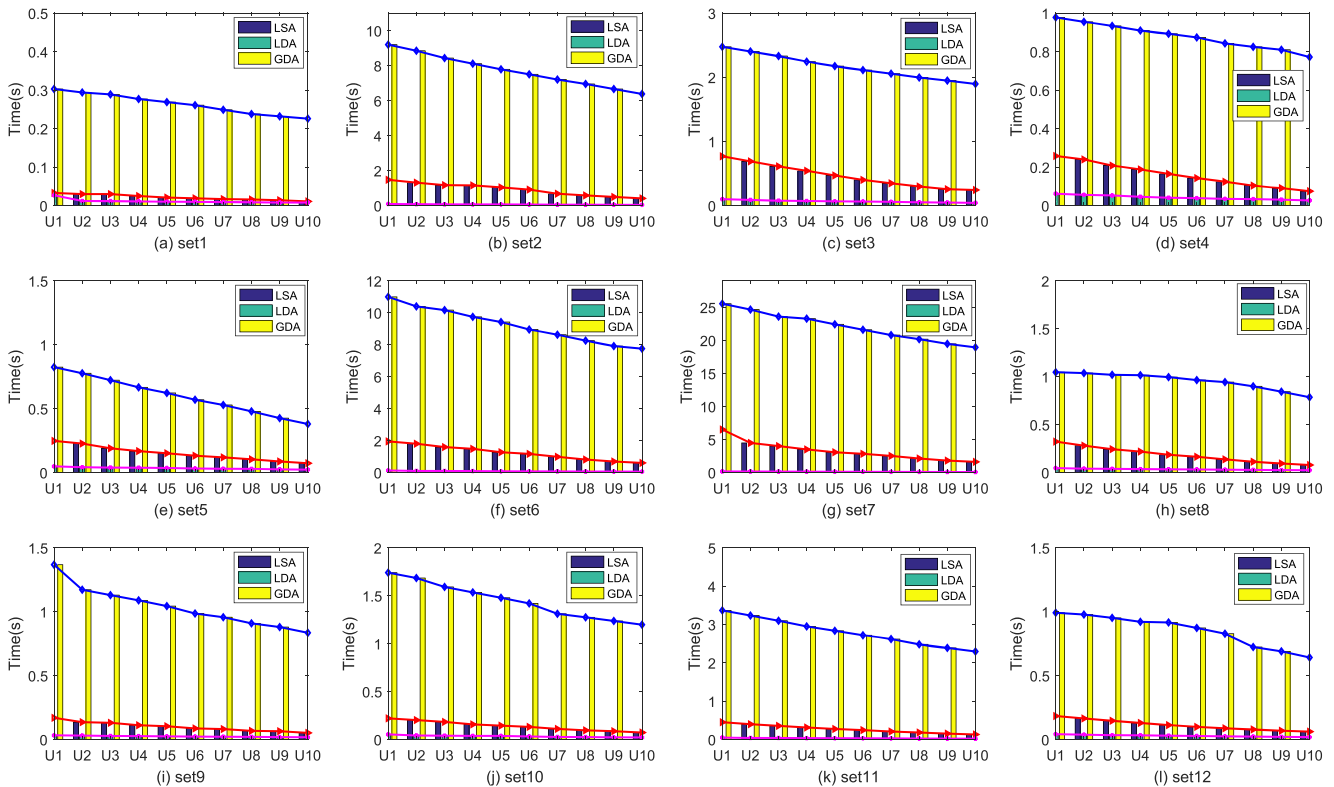 0.5
0.4
0.3
0.2
0.1
0
Time(s)
LSA
LDA
GDA
U1 U2 U3 U4 U5 U6 U7 U8 U9 U10
(a) set1
10
8
6
4
2
0
Time(s)
LSA
LDA
GDA
U1 U2 U3 U4 U5 U6 U7 U8 U9 U10
(b) set2
3
2
1
0
Time(s)
LSA
LDA
GDA
U1 U2 U3 U4 U5 U6 U7 U8 U9 U10
(c) set3
1
0.8
0.6
0.4
0.2
0
Time(s)
LSA
LDA
GDA
U1 U2 U3 U4 U5 U6 U7 U8 U9 U10
(d) set4
1.5
1
0.5
0
Time(s)
LSA
LDA
GDA
U1 U2 U3 U4 U5 U6 U7 U8 U9 U10
(e) set5
12
10
8
6
4
2
0
Time(s)
LSA
LDA
GDA
U1 U2 U3 U4 U5 U6 U7 U8 U9 U10
(f) set6
25
20
15
10
5
0
Time(s)
LSA
LDA
GDA
U1 U2 U3 U4 U5 U6 U7 U8 U9 U10
(g) set7
2
1.5
1
0.5
0
Time(s)
LSA
LDA
GDA
U1 U2 U3 U4 U5 U6 U7 U8 U9 U10
(h) set8
1.5
1
0.5
0
Time(s)
LSA
LDA
GDA
U1 U2 U3 U4 U5 U6 U7 U8 U9 U10
(i) set9
2
1.5
1
0.5
0
Time(s)
LSA
LDA
GDA
U1 U2 U3 U4 U5 U6 U7 U8 U9 U10
(j) set10
5
4
3
2
1
0
Time(s)
LSA
LDA
GDA
U1 U2 U3 U4 U5 U6 U7 U8 U9 U10
(k) set11
1.5
1
0.5
0
Time(s)
LSA
LDA
GDA
U1 U2 U3 U4 U5 U6 U7 U8 U9 U10
(l) set12